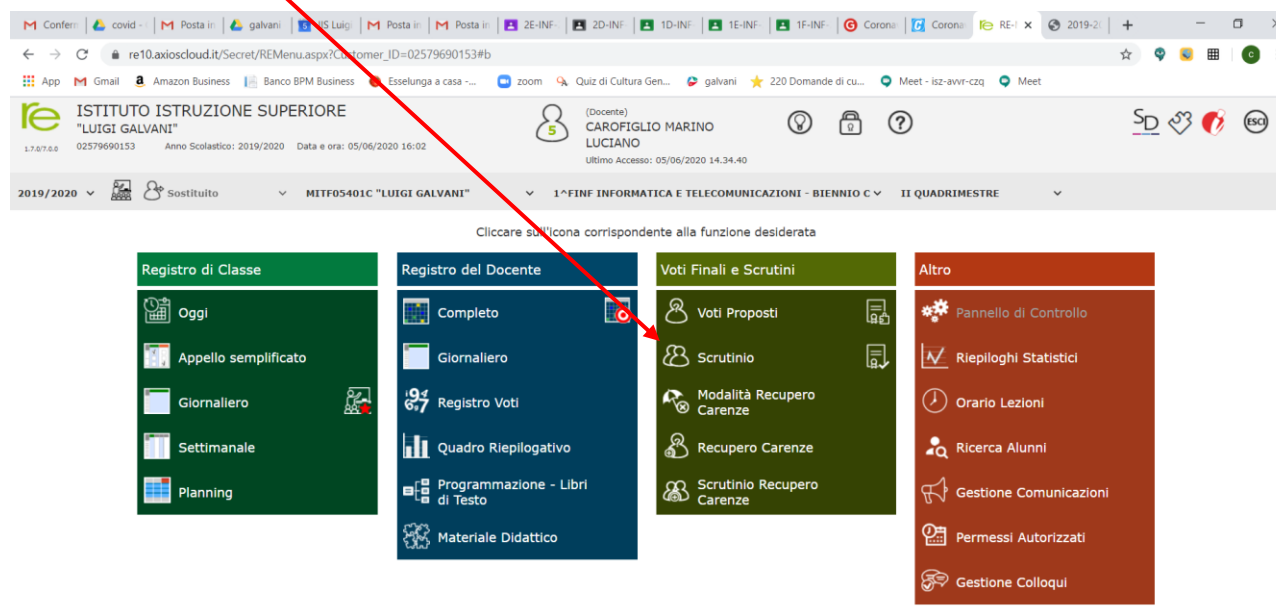 Conferm covid - Posta in galvani IIS Luigi Posta in Posta in 2E-INF- 2D-INF 1D-INF- 1E-INF- 1F-INF- Corona Corona RE- 2019-20
re10.axioscloud.it/Secret/REMenu.aspx?Customer_ID=02579690153#b
App Gmail Amazon Business Banco BPM Business Esselunga a casa -... zoom Quiz di Cultura Gen... galvani 220 Domande di cu... Meet - isz-avvr-czq Meet
re ISTITUTO ISTRUZIONE SUPERIORE
"LUIGI GALVANI"
1.7.0/7.0.0 02579690153 Anno Scolastico: 2019/2020 Data e ora: 05/06/2020 16:02
5
(Docente)
CAROFIGLIO MARINO
LUCIANO
Ultimo Accesso: 05/06/2020 14.34.40
? SD ESCI
2019/2020 Sostituito MITF05401C "LUIGI GALVANI" 1^FINF INFORMATICA E TELECOMUNICAZIONI - BIENNIO C II QUADRIMESTRE
Cliccare sull'icona corrispondente alla funzione desiderata
Registro di Classe
Oggi
Appello semplificato
Giornaliero
Settimanale
Planning
Registro del Docente
Completo
Giornaliero
Registro Voti
Quadro Riepilogativo
Programmazione - Libri
di Testo
Materiale Didattico
Voti Finali e Scrutini
Voti Proposti
Scrutinio
Modalità Recupero
Carenze
Recupero Carenze
Scrutinio Recupero
Carenze
Altro
Pannello di Controllo
Riepiloghi Statistici
Orario Lezioni
Ricerca Alunni
Gestione Comunicazioni
Permessi Autorizzati
Gestione Colloqui